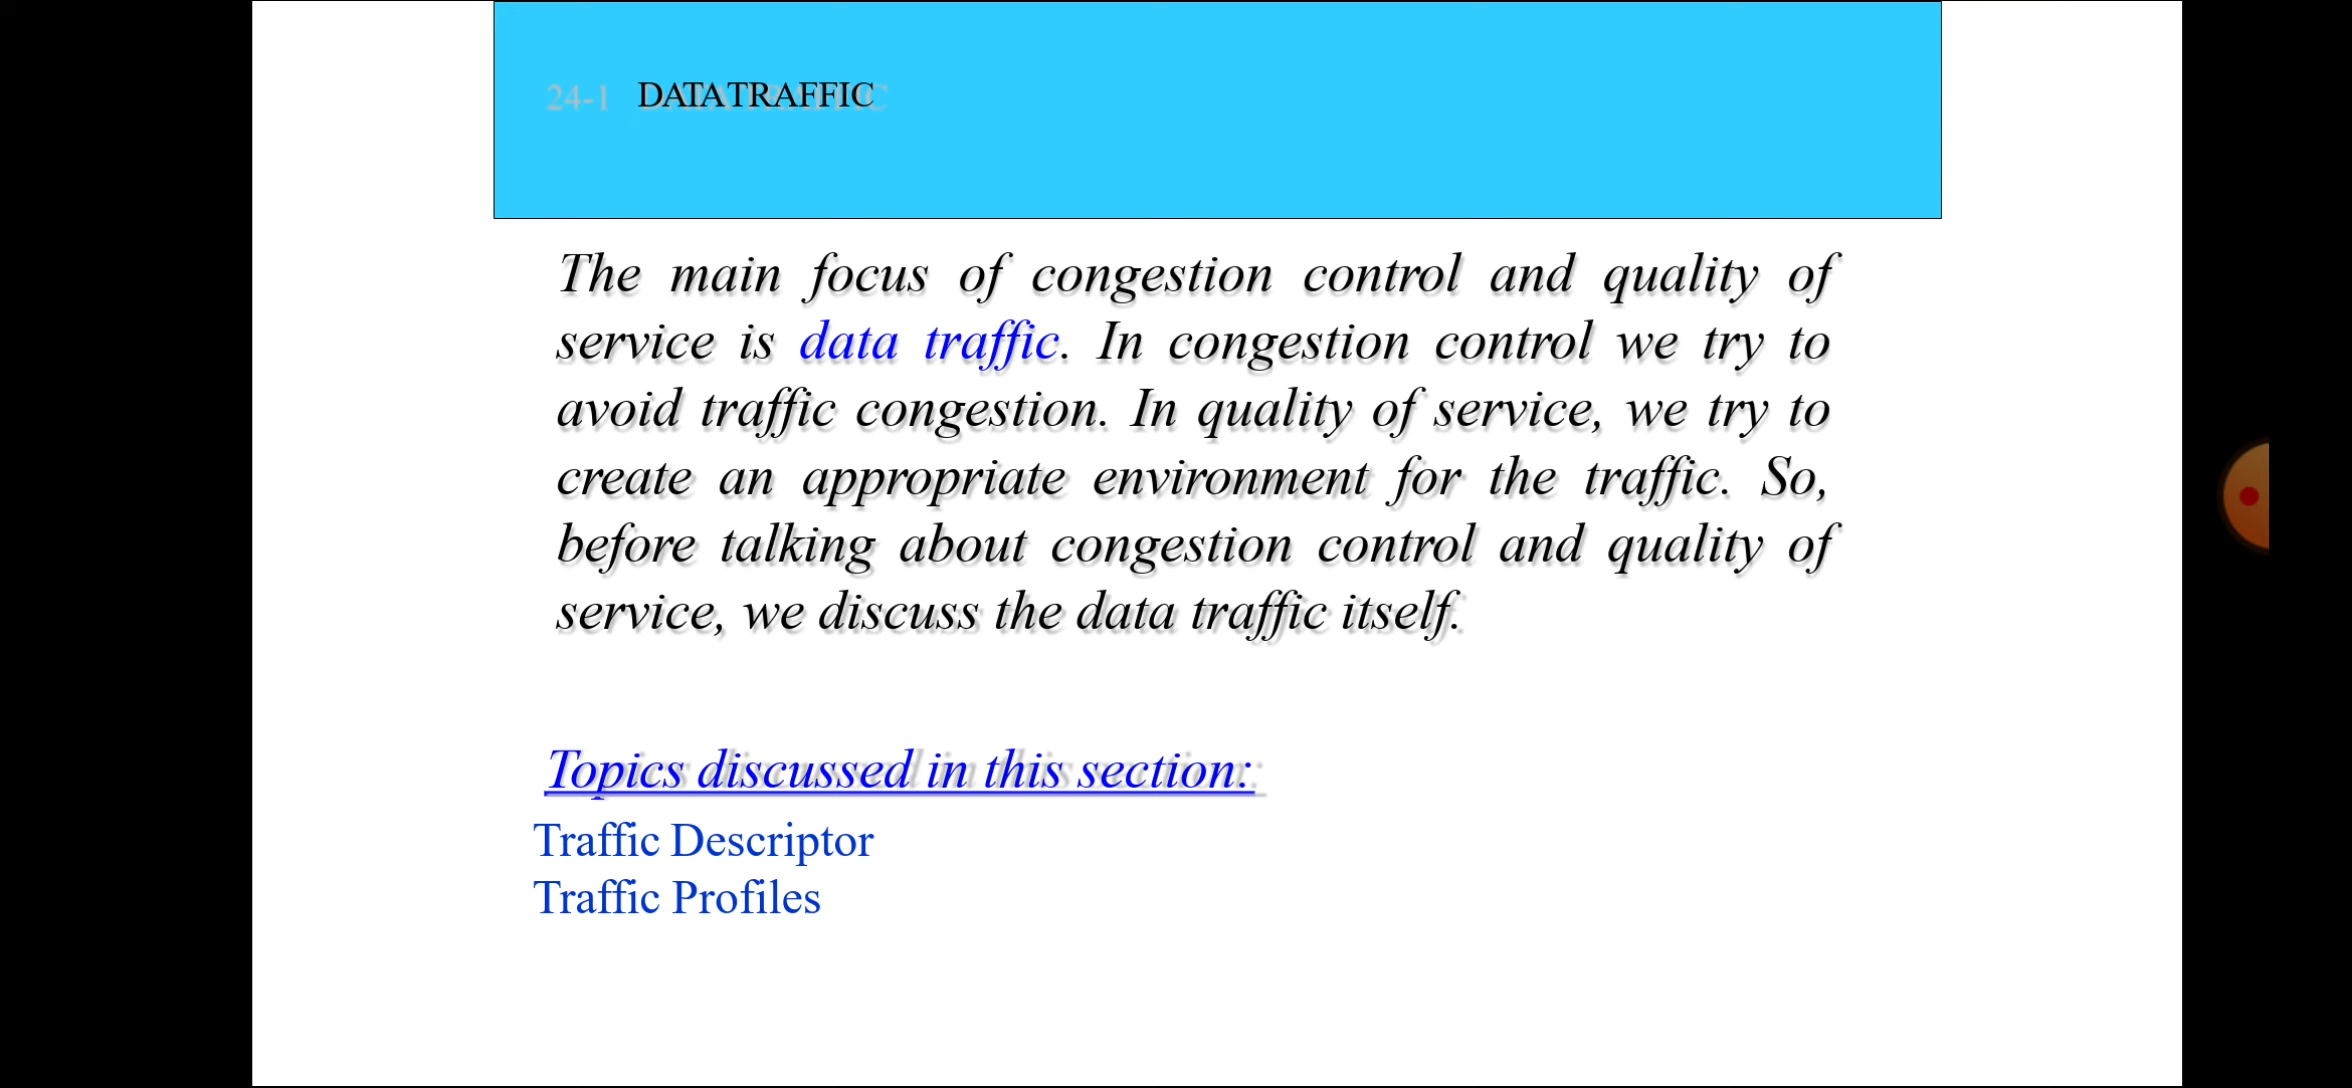 24-1 DATA TRAFFIC
The main focus of congestion control and quality of
service is data traffic. In congestion control we try to
avoid traffic congestion. In quality of service, we try to
create an appropriate environment for the traffic. So,
before talking about congestion control and quality of
service, we discuss the data traffic itself.
Topics discussed in this section:
Traffic Descriptor
Traffic Profiles